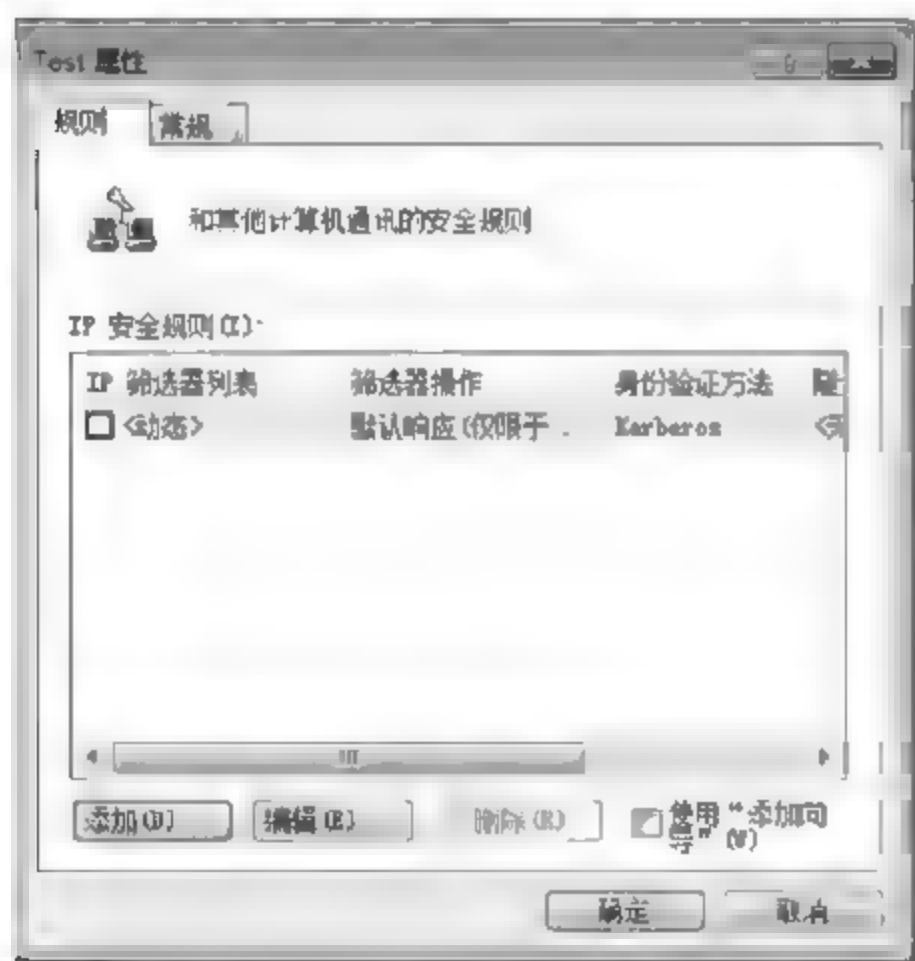 Test 属性
规则 常规
和其他计算机通讯的安全规则
IP 安全规则(I):
IP 筛选器列表 筛选器操作 身份验证方法 隧
<动态> 默认响应(仅限于 . Kerberos <无
添加(D) 编辑(E) 删除(R) 使用“添加向
导”(W)
确定 取消